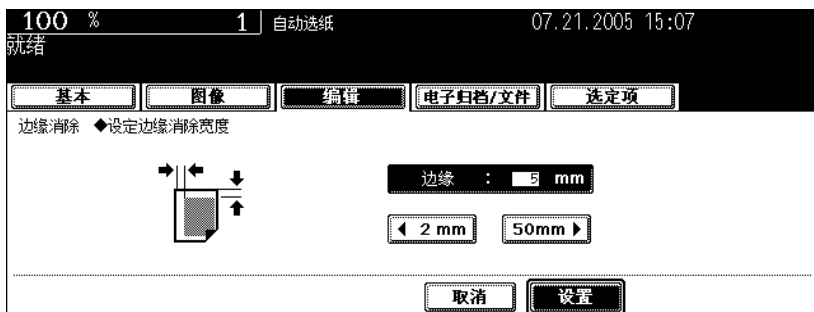 100 % 1 自动选纸 07.21.2005 15:07
就绪
基本 图像 编辑 电子归档/文件 选定项
边缘消除 ◆设定边缘消除宽度
边缘 : 5 mm
◀ 2 mm 50mm ▶
取消 设置